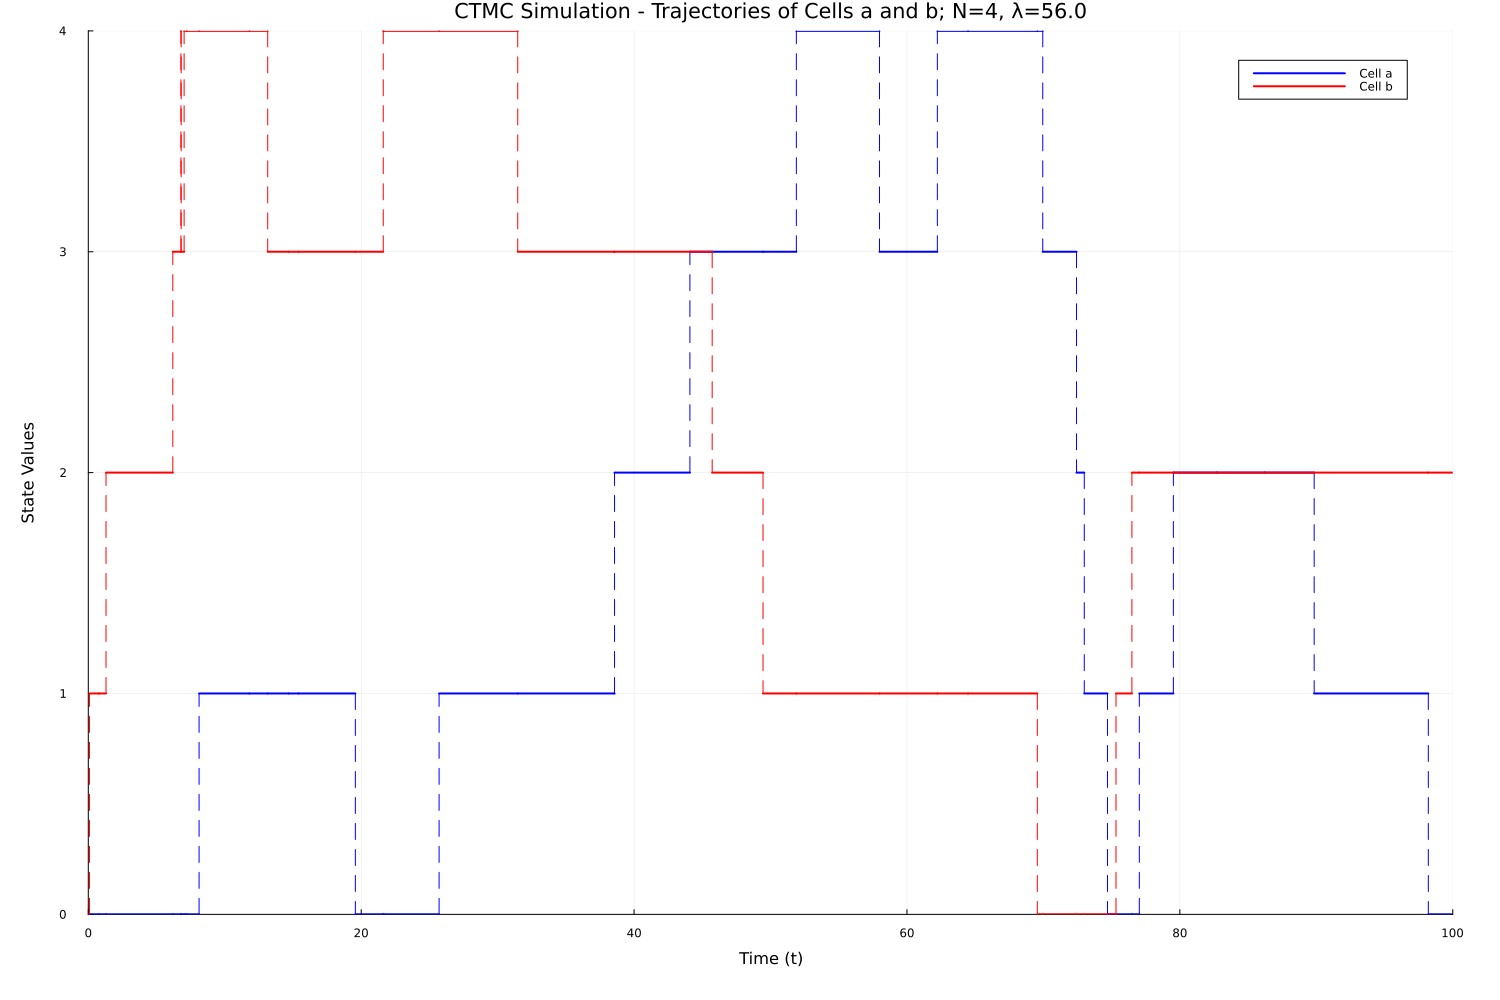 CTMC Simulation - Trajectories of Cells a and b; N=4, λ=56.0
4
Cell a
Cell b
3
State Values
2
1
0
0 20 40 60 80 100
Time (t)